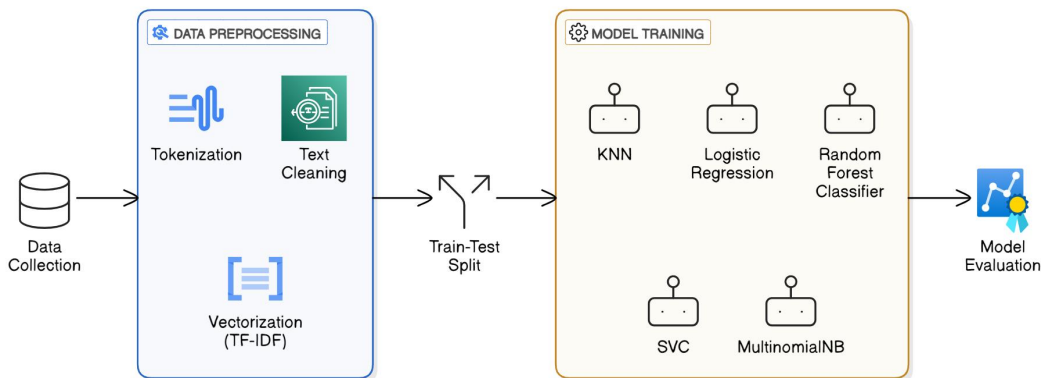 DATA PREPROCESSING
Tokenization
Text
Cleaning
Vectorization
(TF-IDF)
Data
Collection
Train-Test
Split
MODEL TRAINING
KNN
Logistic
Regression
Random
Forest
Classifier
SVC
MultinomialNB
Model
Evaluation